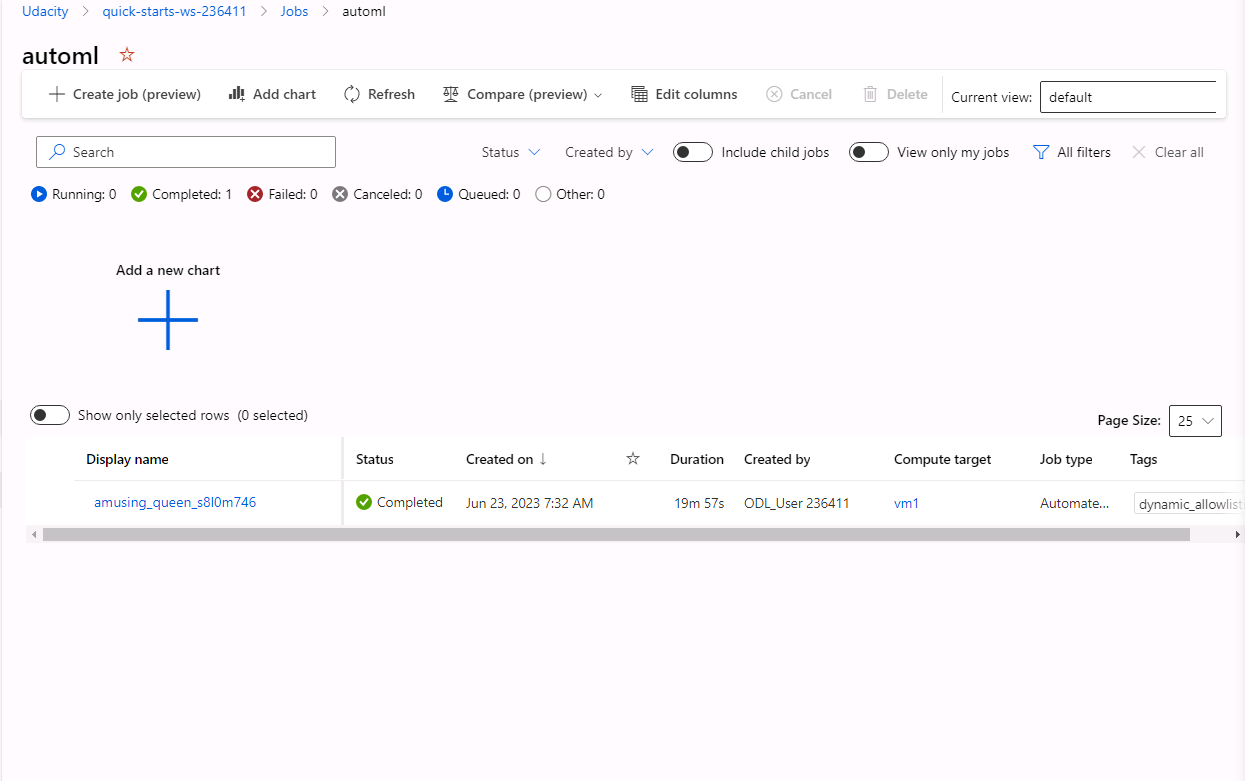 Udacity > quick-starts-ws-236411 > Jobs > automl
automl
Create job (preview) Add chart Refresh Compare (preview) Edit columns Cancel Delete Current view: default
Search Status Created by Include child jobs View only my jobs All filters Clear all
Running: 0 Completed: 1 Failed: 0 Canceled: 0 Queued: 0 Other: 0
Add a new chart
Show only selected rows (0 selected) Page Size: 25
Display name Status Created on Duration Created by Compute target Job type Tags
amusing_queen_s8l0m746 Completed Jun 23, 2023 7:32 AM 19m 57s ODL_User 236411 vm1 Automate... dynamic_allowlist